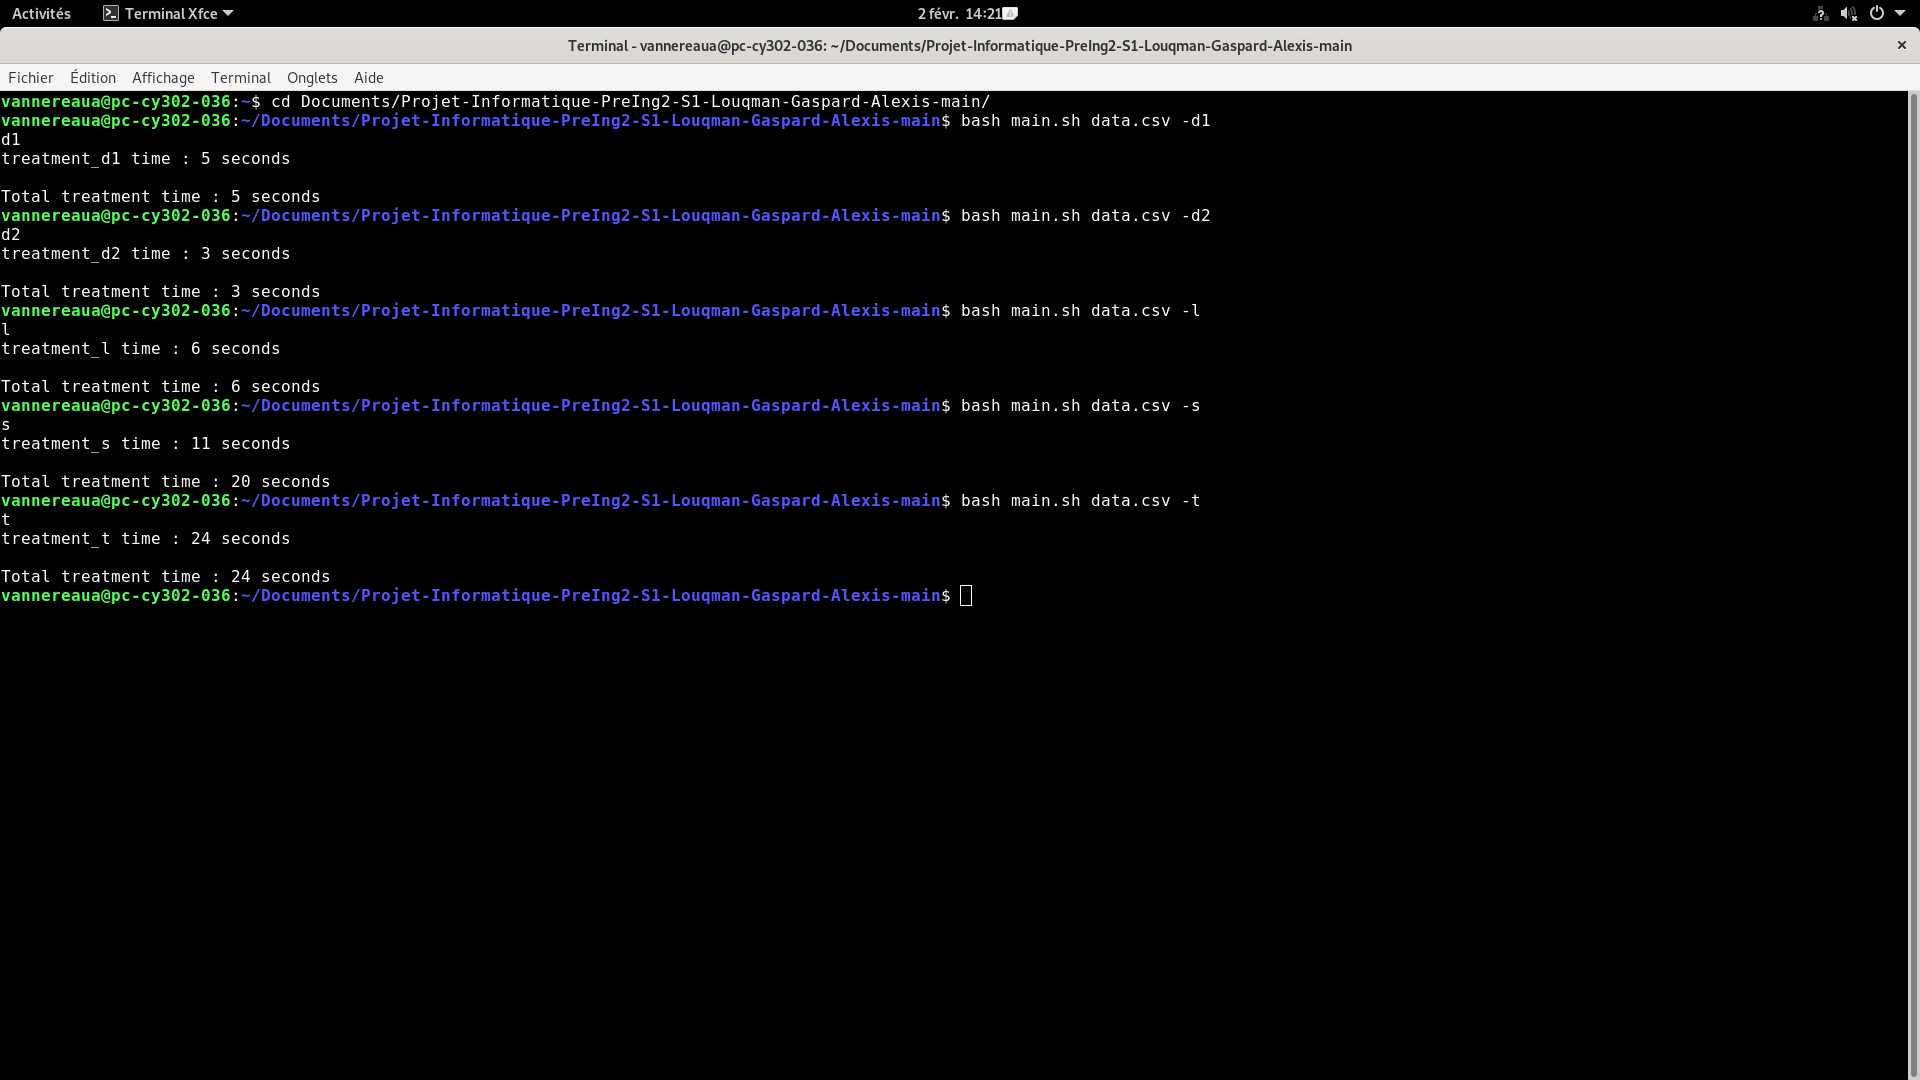 Activités Terminal Xfce 2 févr. 14:21
Terminal - vannereaua@pc-cy302-036: ~/Documents/Projet-Informatique-PreIng2-S1-Louqman-Gaspard-Alexis-main
Fichier Édition Affichage Terminal Onglets Aide
vannereaua@pc-cy302-036:~$ cd Documents/Projet-Informatique-PreIng2-S1-Louqman-Gaspard-Alexis-main/
vannereaua@pc-cy302-036:~/Documents/Projet-Informatique-PreIng2-S1-Louqman-Gaspard-Alexis-main$ bash main.sh data.csv -d1
d1
treatment_d1 time : 5 seconds

Total treatment time : 5 seconds
vannereaua@pc-cy302-036:~/Documents/Projet-Informatique-PreIng2-S1-Louqman-Gaspard-Alexis-main$ bash main.sh data.csv -d2
d2
treatment_d2 time : 3 seconds

Total treatment time : 3 seconds
vannereaua@pc-cy302-036:~/Documents/Projet-Informatique-PreIng2-S1-Louqman-Gaspard-Alexis-main$ bash main.sh data.csv -l
l
treatment_l time : 6 seconds

Total treatment time : 6 seconds
vannereaua@pc-cy302-036:~/Documents/Projet-Informatique-PreIng2-S1-Louqman-Gaspard-Alexis-main$ bash main.sh data.csv -s
s
treatment_s time : 11 seconds

Total treatment time : 20 seconds
vannereaua@pc-cy302-036:~/Documents/Projet-Informatique-PreIng2-S1-Louqman-Gaspard-Alexis-main$ bash main.sh data.csv -t
t
treatment_t time : 24 seconds

Total treatment time : 24 seconds
vannereaua@pc-cy302-036:~/Documents/Projet-Informatique-PreIng2-S1-Louqman-Gaspard-Alexis-main$